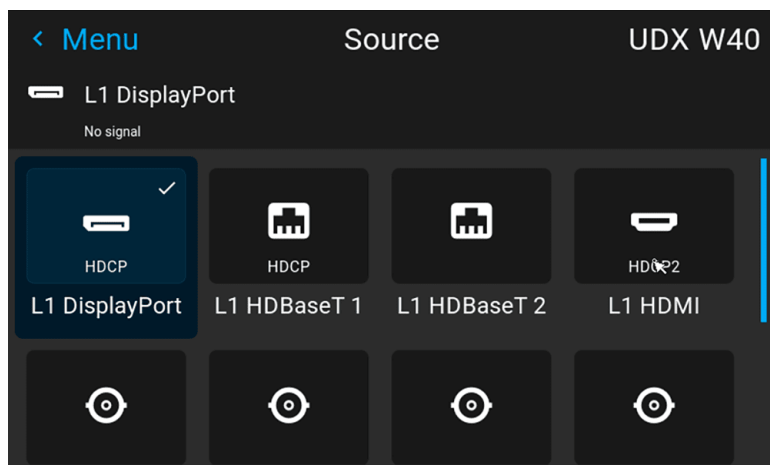 Menu
Source
UDX W40
L1 DisplayPort
No signal
HDCP
HDCP
L1 DisplayPort
L1 HDBaseT 1
L1 HDBaseT 2
L1 HDMI